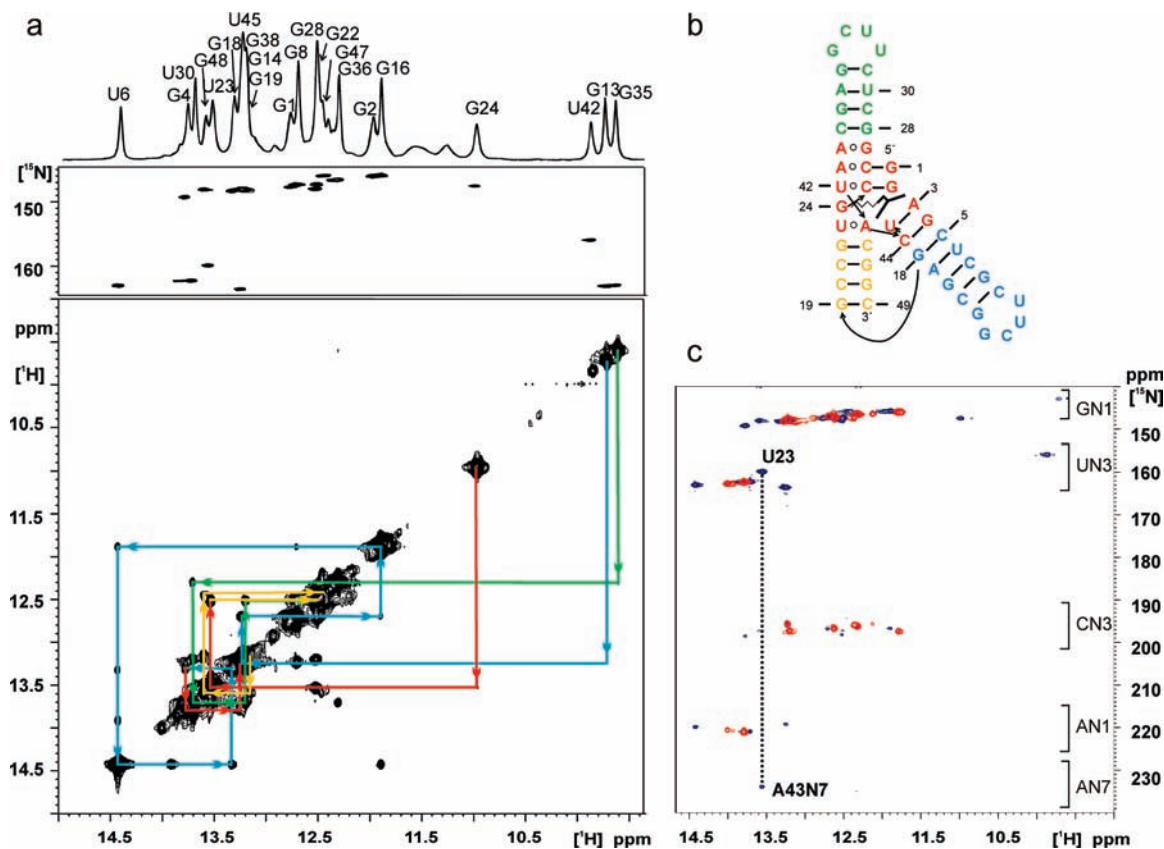 a
U45
G18
G38
G28
G22
U30
G48
G14
G8
G47
U6
G4
U23
G19
G36
G16
G13
G35
G1
G2
G24
U42
[¹⁵N]
150
160
ppm
[¹H]
10.5
11.5
12.5
13.5
14.5
14.5 13.5 12.5 11.5 10.5 [¹H] ppm
b
C U
G U
G C
A U 30
G C
C G 28
A G 5´
A C G 1
42 U C G
24 G A 3
U A U G 5
G C C C
C G 44 G U
C G 18 A C
G G G
19 G C 49 C
3´ G U
G U
C
c
ppm
[¹⁵N]
GN1
150
U23
UN3
160
170
180
190
CN3
200
210
AN1
220
230
AN7
A43N7
14.5 13.5 12.5 11.5 10.5 [¹H] ppm